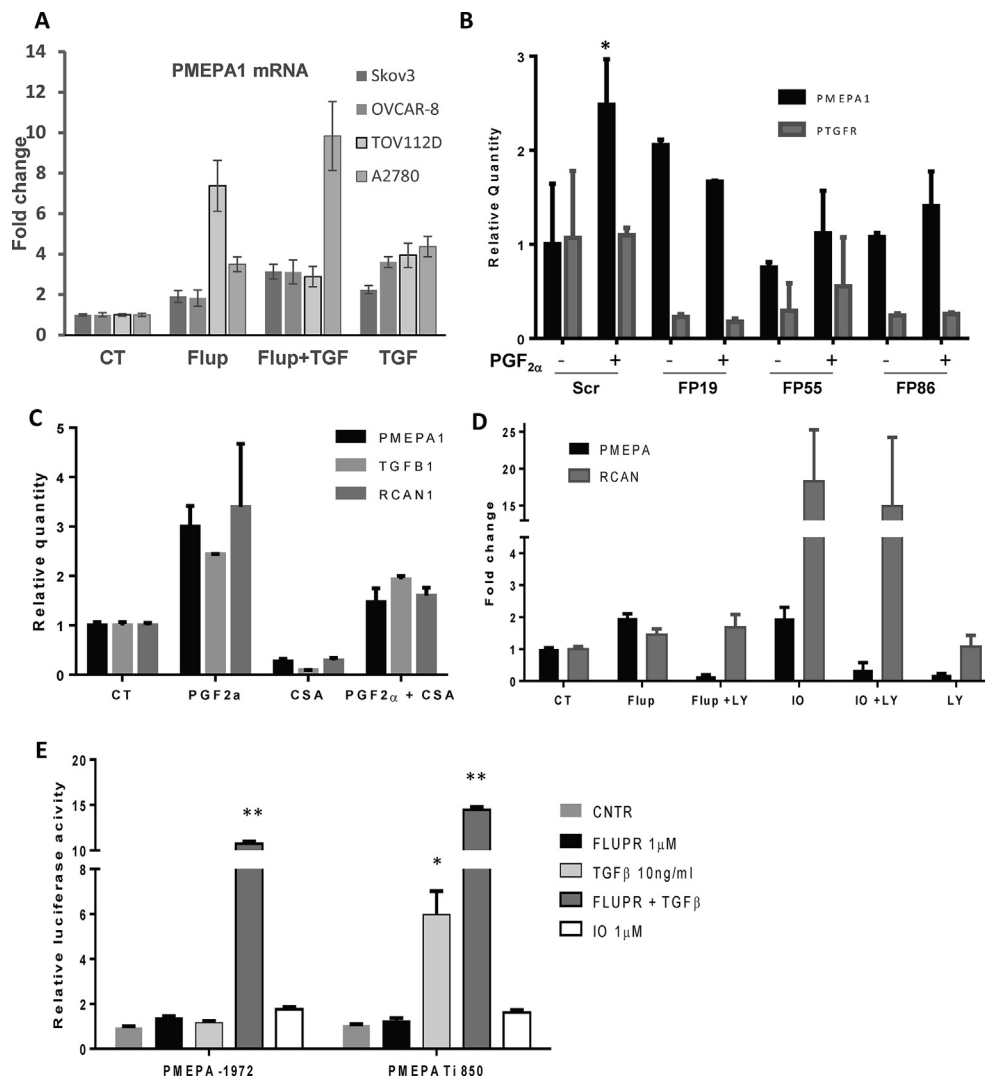 A
PMEPA1 mRNA
Fold change
14
12
10
8
6
4
2
0
Skov3
OVCAR-8
TOV112D
A2780
CT Flup Flup+TGF TGF
B
*
Relative Quantity
3
2
1
0
PMEPA1
PTGFR
PGF2α - + - + - + - +
Scr FP19 FP55 FP86
C
Relative quantity
5
4
3
2
1
0
PMEPA1
TGFB1
RCAN1
CT PGF2a CSA PGF2α + CSA
D
Fold change
25
20
15
10
4
2
0
PMEPA
RCAN
CT Flup Flup +LY IO IO +LY LY
E
Relative luciferase acivity
20
15
10
8
6
4
2
0
**
*
**
CNTR
FLUPR 1μM
TGFβ 10ng/ml
FLUPR + TGFβ
IO 1μM
PMEPA -1972 PMEPA Ti 850